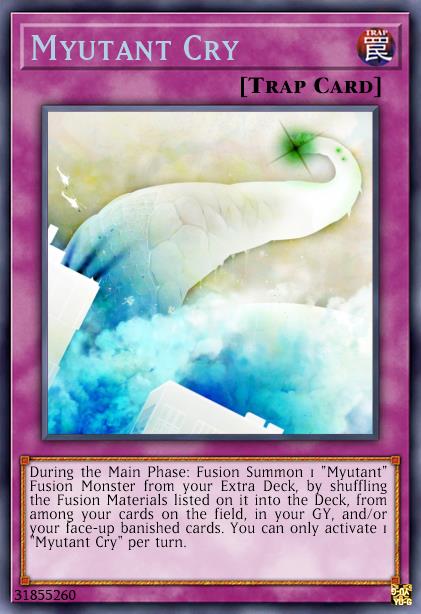 Myutant Cry
TRAP
罠
[Trap Card]
During the Main Phase: Fusion Summon 1 "Myutant"
Fusion Monster from your Extra Deck, by shuffling
the Fusion Materials listed on it into the Deck, from
among your cards on the field, in your GY, and/or
your face-up banished cards. You can only activate 1
"Myutant Cry" per turn.
31855260